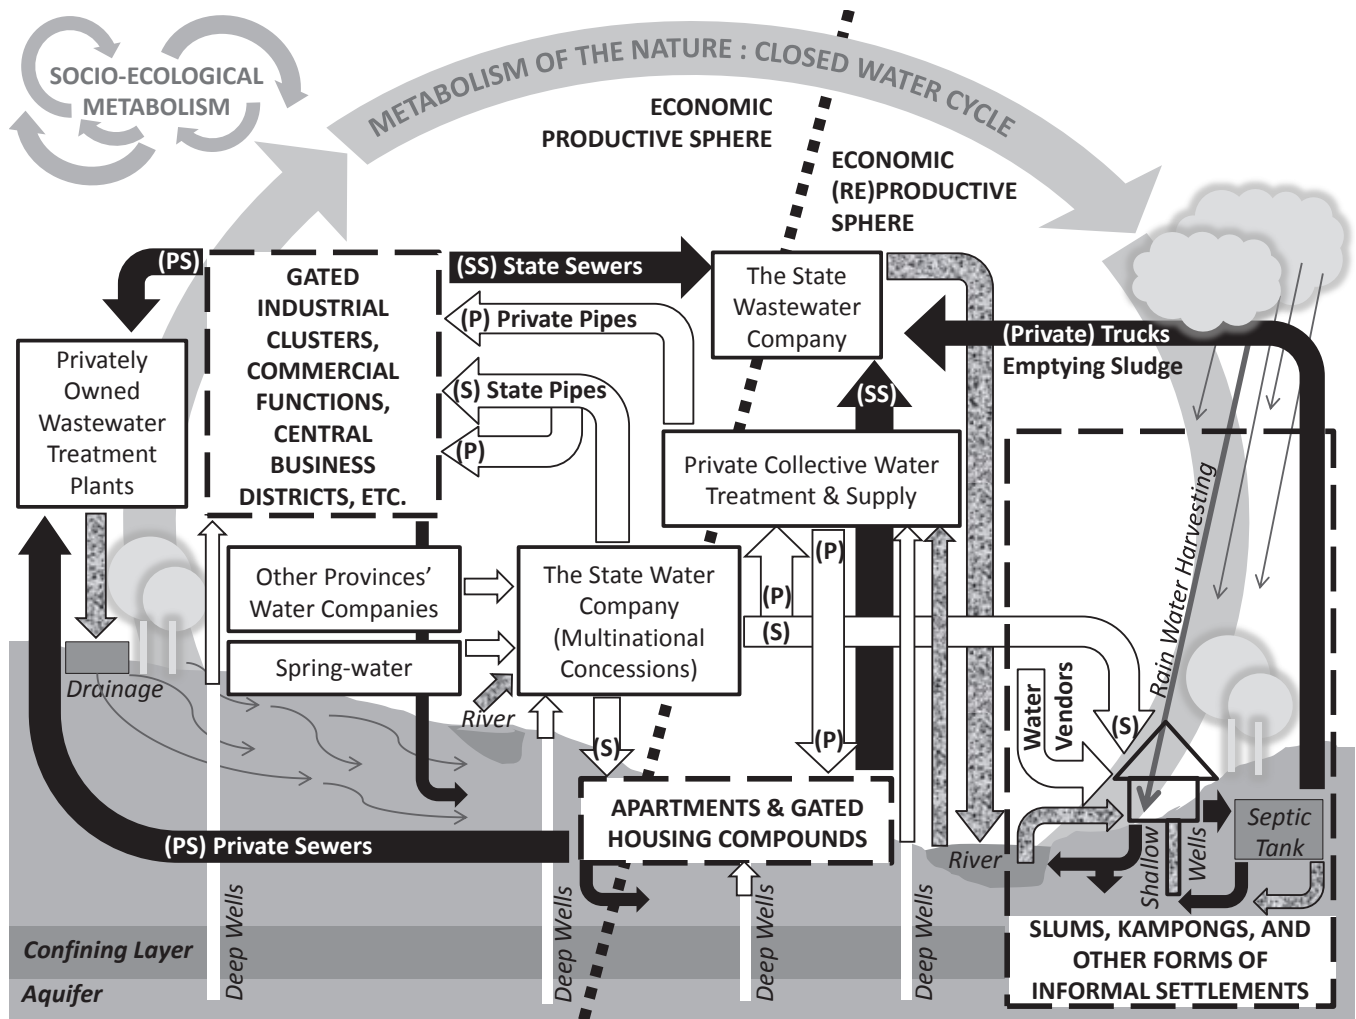 SOCIO-ECOLOGICAL
METABOLISM
METABOLISM OF THE NATURE : CLOSED WATER CYCLE
ECONOMIC
PRODUCTIVE SPHERE
ECONOMIC
(RE)PRODUCTIVE
SPHERE
(PS)
GATED
INDUSTRIAL
CLUSTERS,
COMMERCIAL
FUNCTIONS,
CENTRAL
BUSINESS
DISTRICTS, ETC.
(SS) State Sewers
(P) Private Pipes
(S) State Pipes
(P)
The State
Wastewater
Company
(Private) Trucks
Emptying Sludge
(SS)
Privately
Owned
Wastewater
Treatment
Plants
Private Collective Water
Treatment & Supply
Rain Water Harvesting
Other Provinces’
Water Companies
Spring-water
The State Water
Company
(Multinational
Concessions)
(P)
(P)
(S)
(P)
(S)
(S)
Water
Vendors
Drainage
River
APARTMENTS & GATED
HOUSING COMPOUNDS
(PS) Private Sewers
River
Shallow
Wells
Septic
Tank
Deep Wells
Deep Wells
Deep Wells
Deep Wells
Confining Layer
Aquifer
SLUMS, KAMPONGS, AND
OTHER FORMS OF
INFORMAL SETTLEMENTS